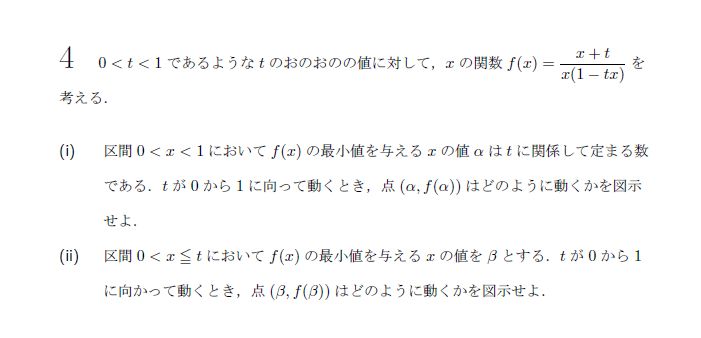 4 0 < t < 1 であるような t のおのおのの値に対して，x の関数 f(x) = \frac{x + t}{x(1 − tx)} を
考える．
(i) 区間 0 < x < 1 において f(x) の最小値を与える x の値 α は t に関係して定まる数
である．t が 0 から 1 に向って動くとき，点 (α, f(α)) はどのように動くかを図示
せよ．
(ii) 区間 0 < x ≦ t において f(x) の最小値を与える x の値を β とする．t が 0 から 1
に向かって動くとき，点 (β, f(β)) はどのように動くかを図示せよ．